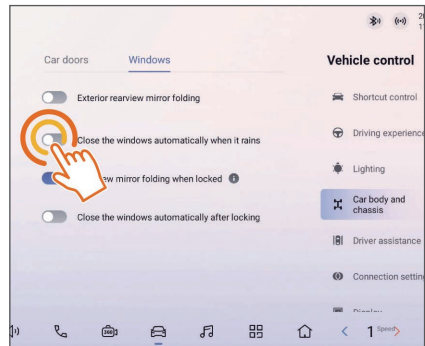 Car doors
Windows
Vehicle control
Exterior rearview mirror folding
Shortcut control
Close the windows automatically when it rains
Driving experience
mirror folding when locked
Lighting
Car body and
chassis
Close the windows automatically after locking
Driver assistance
Connection settin
360
1 Speed